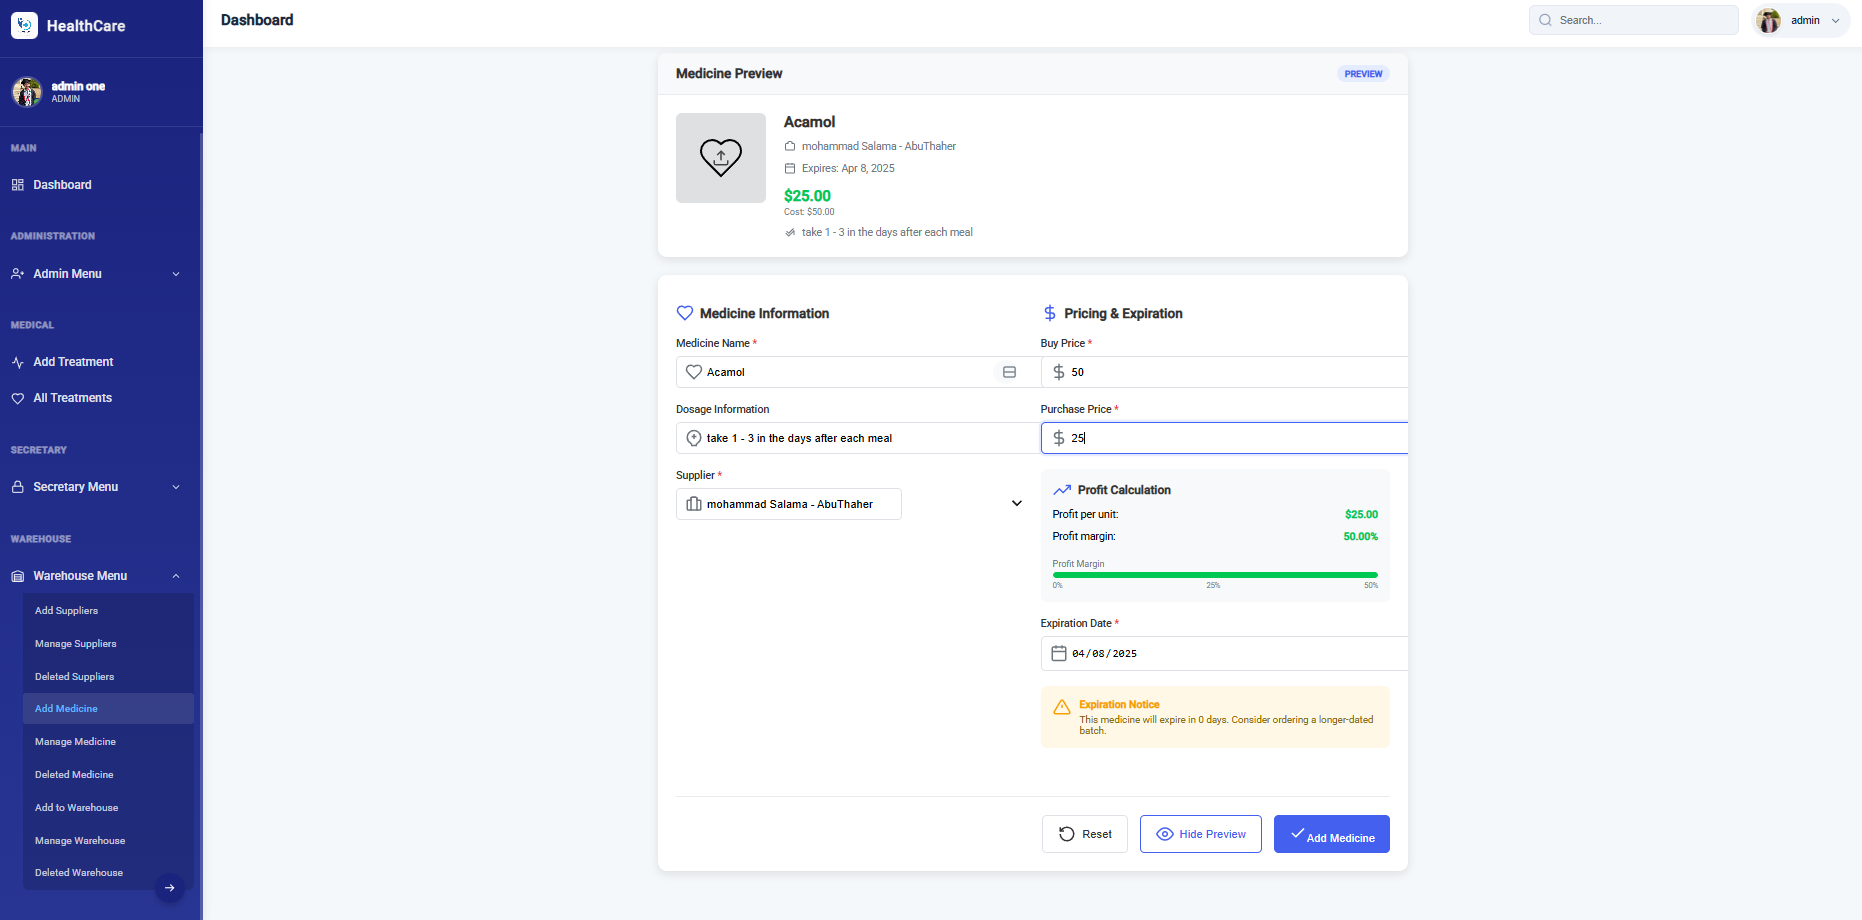 HealthCare
admin one
ADMIN
MAIN
Dashboard
ADMINISTRATION
Admin Menu
MEDICAL
Add Treatment
All Treatments
SECRETARY
Secretary Menu
WAREHOUSE
Warehouse Menu
Add Suppliers
Manage Suppliers
Deleted Suppliers
Add Medicine
Manage Medicine
Deleted Medicine
Add to Warehouse
Manage Warehouse
Deleted Warehouse
Dashboard
Search...
admin
Medicine Preview
PREVIEW
Acamol
mohammad Salama - AbuThaher
Expires: Apr 8, 2025
$25.00
Cost: $50.00
take 1 - 3 in the days after each meal
Medicine Information
Medicine Name *
Acamol
Dosage Information
take 1 - 3 in the days after each meal
Supplier *
mohammad Salama - AbuThaher
Pricing & Expiration
Buy Price *
50
Purchase Price *
25
Profit Calculation
Profit per unit: $25.00
Profit margin: 50.00%
Profit Margin
0% 25% 50%
Expiration Date *
04/08/2025
Expiration Notice
This medicine will expire in 0 days. Consider ordering a longer-dated
batch.
Reset
Hide Preview
Add Medicine